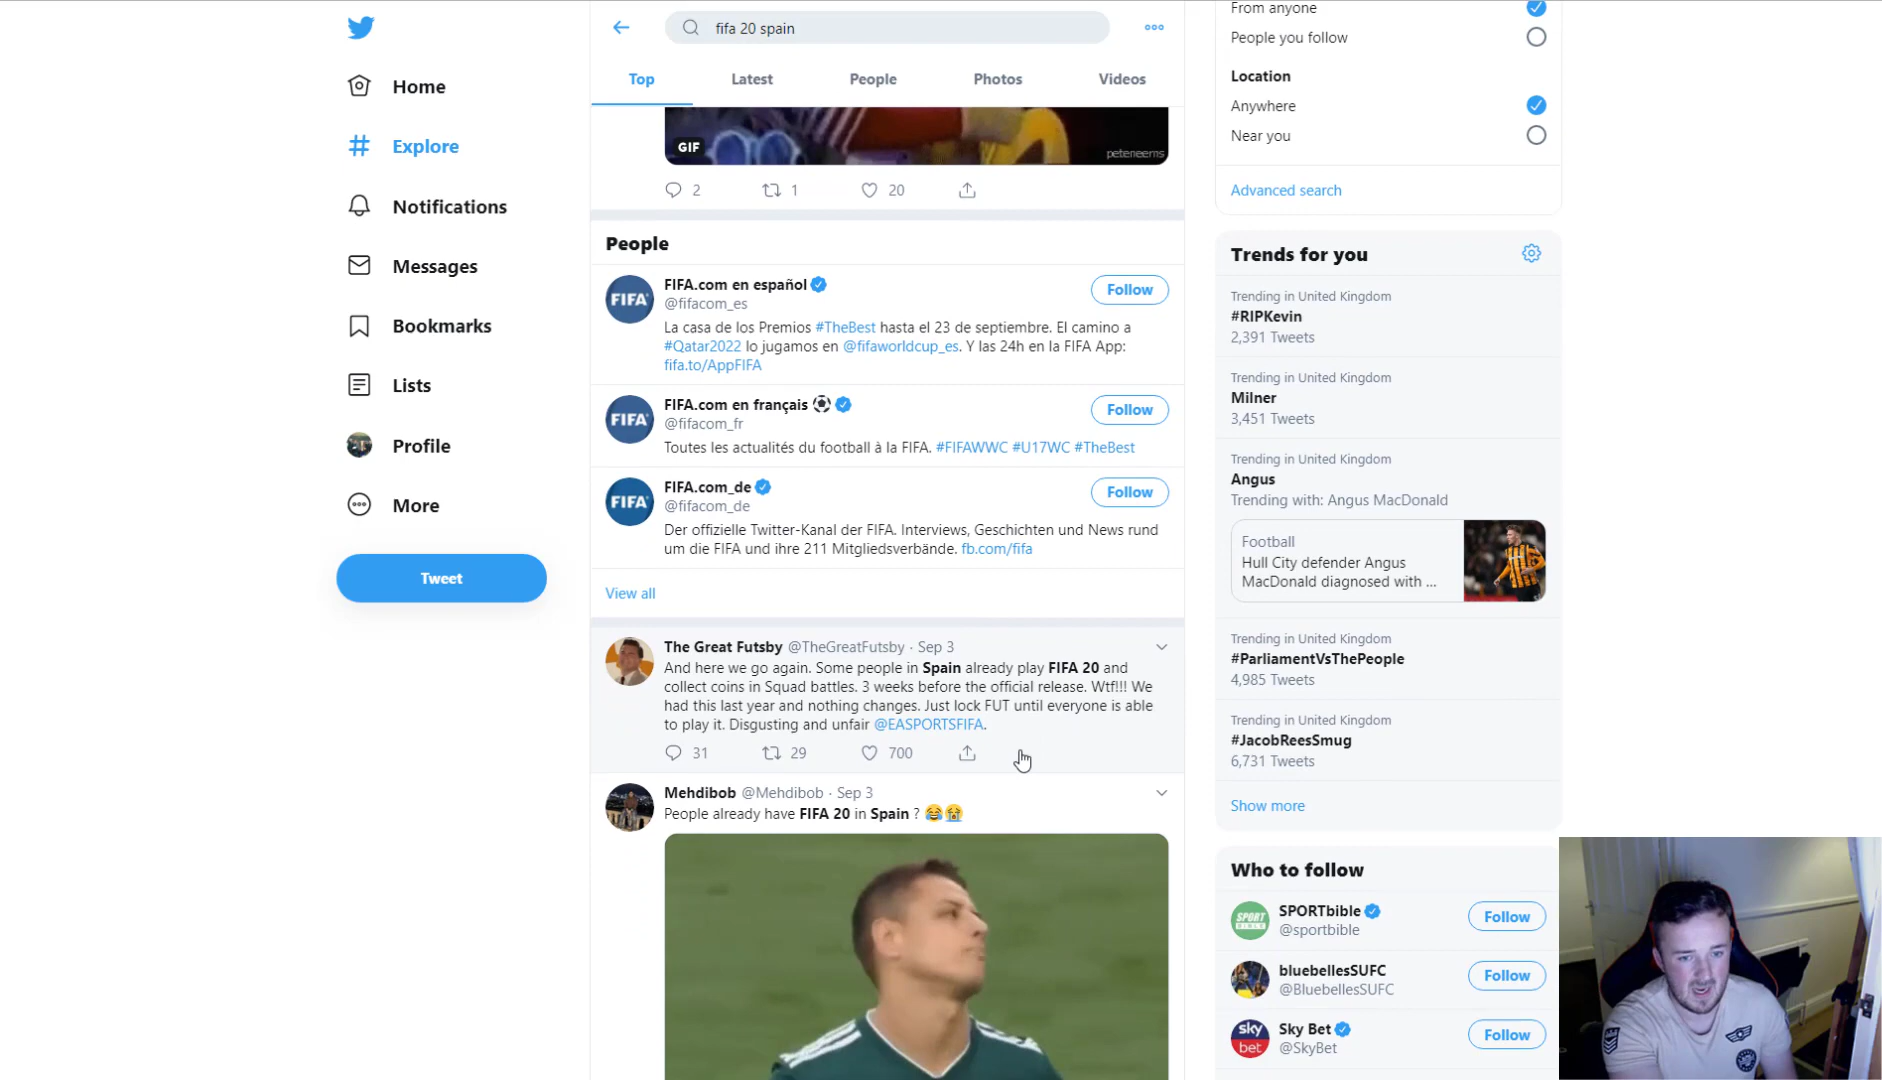 fifa 20 spain
Home
Explore
Notifications
Messages
Bookmarks
Lists
Profile
More
Tweet
Top
Latest
People
Photos
Videos
GIF
peteneems
2
1
20
People
FIFA
FIFA.com en español
@fifacom_es
Follow
La casa de los Premios #TheBest hasta el 23 de septiembre. El camino a
#Qatar2022 lo jugamos en @fifaworldcup_es. Y las 24h en la FIFA App:
fifa.to/AppFIFA
FIFA
FIFA.com en français
@fifacom_fr
Follow
Toutes les actualités du football à la FIFA. #FIFAWWC #U17WC #TheBest
FIFA
FIFA.com_de
@fifacom_de
Follow
Der offizielle Twitter-Kanal der FIFA. Interviews, Geschichten und News rund
um die FIFA und ihre 211 Mitgliedsverbände. fb.com/fifa
View all
The Great Futsby @TheGreatFutsby · Sep 3
And here we go again. Some people in Spain already play FIFA 20 and
collect coins in Squad battles. 3 weeks before the official release. Wtf!!! We
had this last year and nothing changes. Just lock FUT until everyone is able
to play it. Disgusting and unfair @EASPORTSFIFA.
31
29
700
Mehdibob @Mehdibob · Sep 3
People already have FIFA 20 in Spain ? 😂😭
From anyone
People you follow
Location
Anywhere
Near you
Advanced search
Trends for you
Trending in United Kingdom
#RIPKevin
2,391 Tweets
Trending in United Kingdom
Milner
3,451 Tweets
Trending in United Kingdom
Angus
Trending with: Angus MacDonald
Football
Hull City defender Angus
MacDonald diagnosed with ...
Trending in United Kingdom
#ParliamentVsThePeople
4,985 Tweets
Trending in United Kingdom
#JacobReesSmug
6,731 Tweets
Show more
Who to follow
SPORT
BIBLE
SPORTbible
@sportbible
Follow
bluebellesSUFC
@BluebellesSUFC
Follow
sky
bet
Sky Bet
@SkyBet
Follow